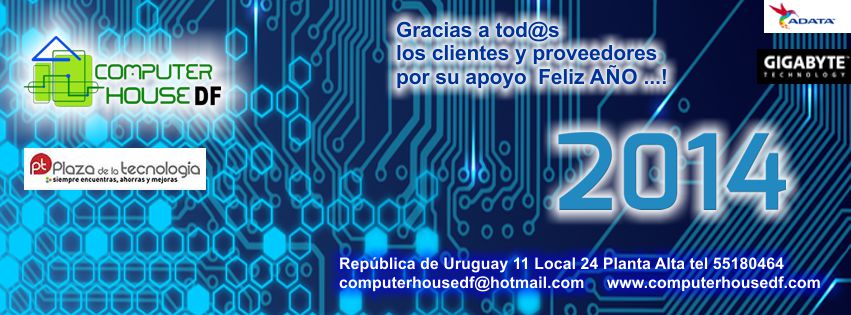 COMPUTER
HOUSE DF
pt Plaza de la tecnología
siempre encuentras, ahorras y mejoras
Gracias a tod@s
los clientes y proveedores
por su apoyo Feliz AÑO ...!
ADATA
GIGABYTE™
TECHNOLOGY
2014
República de Uruguay 11 Local 24 Planta Alta tel 55180464
computerhousedf@hotmail.com www.computerhousedf.com